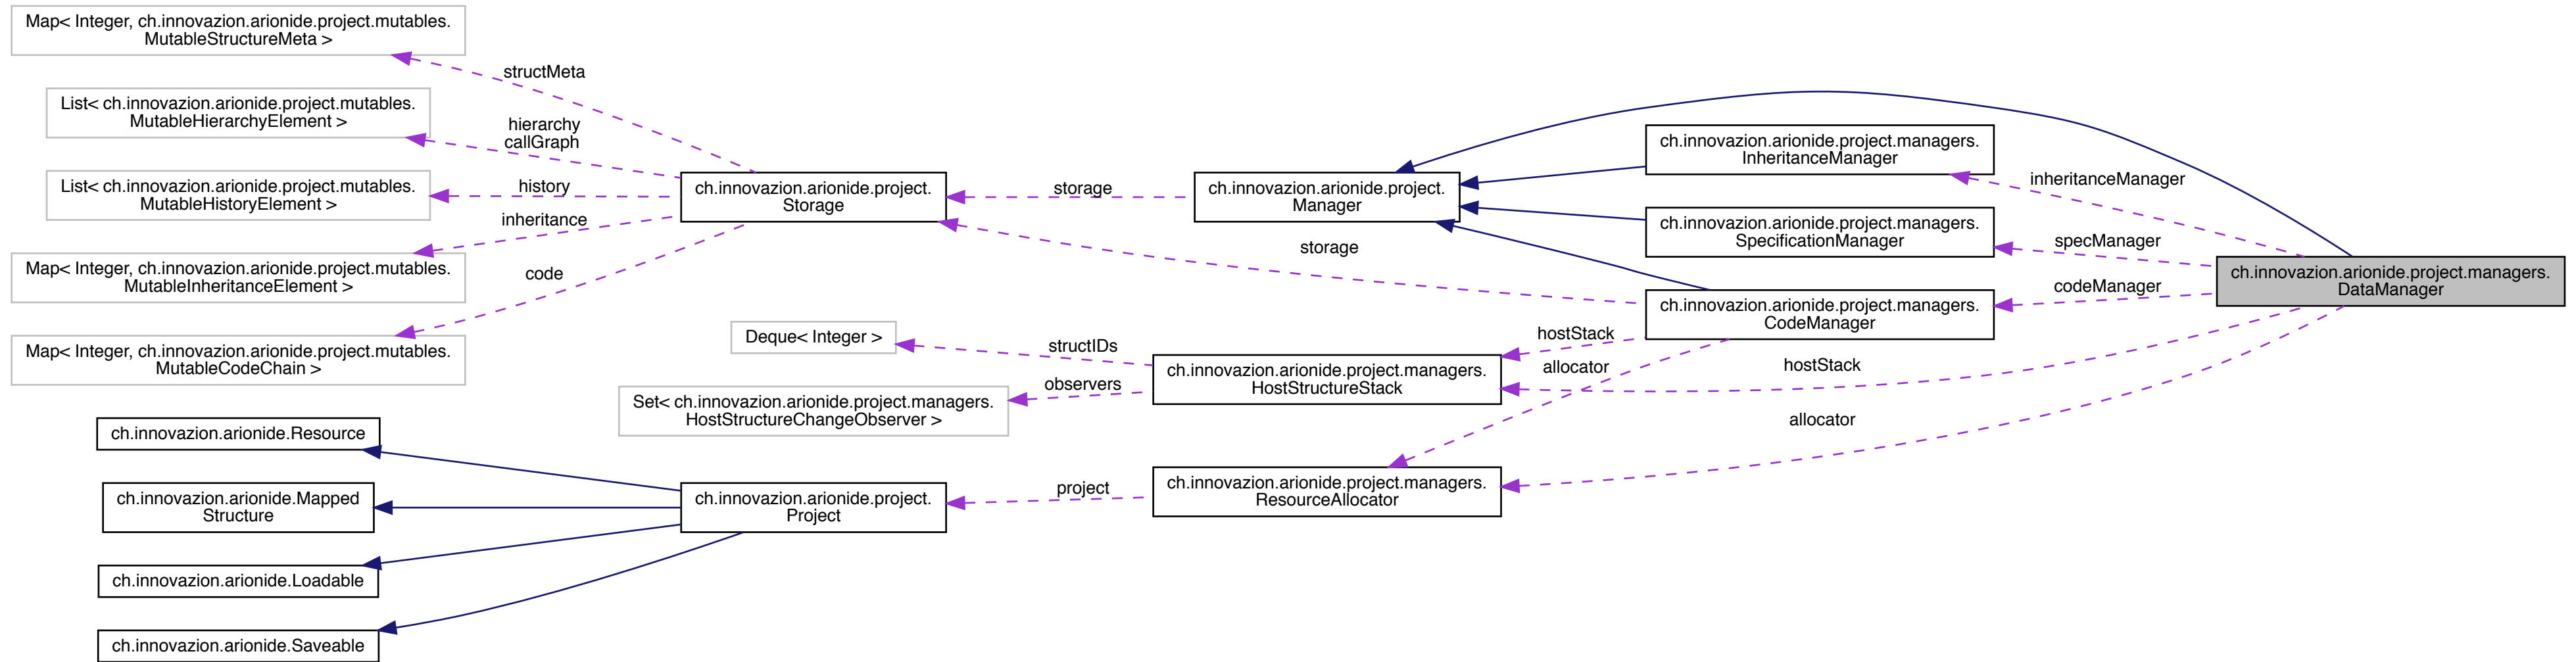 Map< Integer, ch.innovazion.arionide.project.mutables.
MutableStructureMeta >
structMeta
List< ch.innovazion.arionide.project.mutables.
MutableHierarchyElement >
hierarchy
callGraph
List< ch.innovazion.arionide.project.mutables.
MutableHistoryElement >
history
Map< Integer, ch.innovazion.arionide.project.mutables.
MutableInheritanceElement >
inheritance
Map< Integer, ch.innovazion.arionide.project.mutables.
MutableCodeChain >
code
ch.innovazion.arionide.project.
Storage
storage
ch.innovazion.arionide.project.
Manager
storage
ch.innovazion.arionide.project.managers.
InheritanceManager
inheritanceManager
ch.innovazion.arionide.project.managers.
SpecificationManager
specManager
ch.innovazion.arionide.project.managers.
CodeManager
codeManager
ch.innovazion.arionide.project.managers.
DataManager
Deque< Integer >
structIDs
Set< ch.innovazion.arionide.project.managers.
HostStructureChangeObserver >
observers
ch.innovazion.arionide.project.managers.
HostStructureStack
hostStack
allocator
hostStack
allocator
ch.innovazion.arionide.Resource
ch.innovazion.arionide.Mapped
Structure
ch.innovazion.arionide.Loadable
ch.innovazion.arionide.Saveable
ch.innovazion.arionide.project.
Project
project
ch.innovazion.arionide.project.managers.
ResourceAllocator